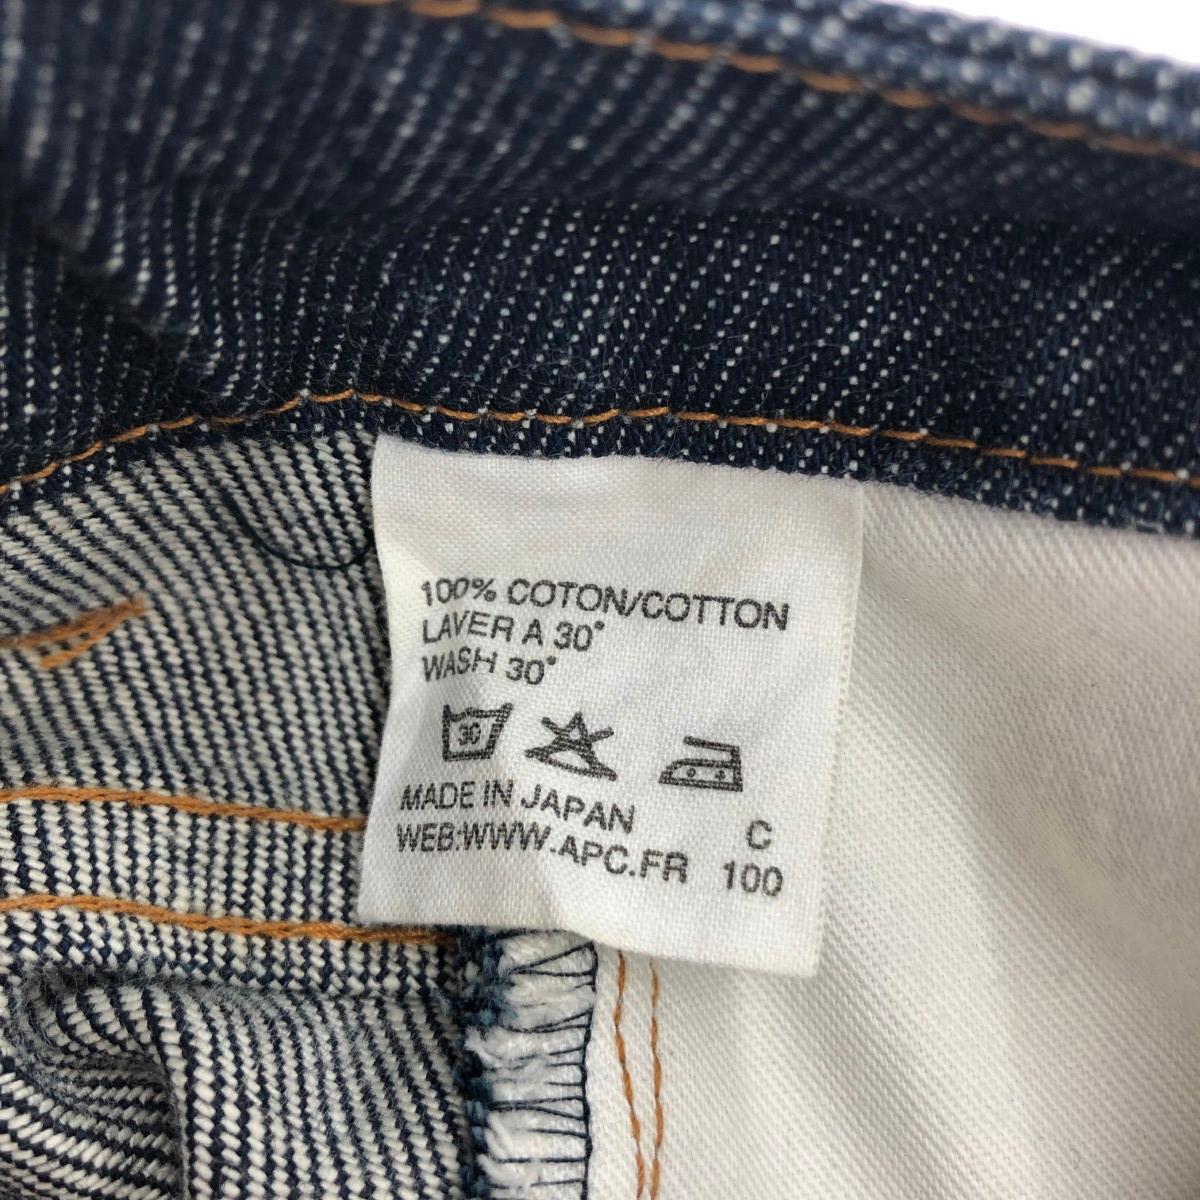 100% COTON/COTTON
LAVER A 30°
WASH 30°
30
MADE IN JAPAN C
WEB:WWW.APC.FR 100